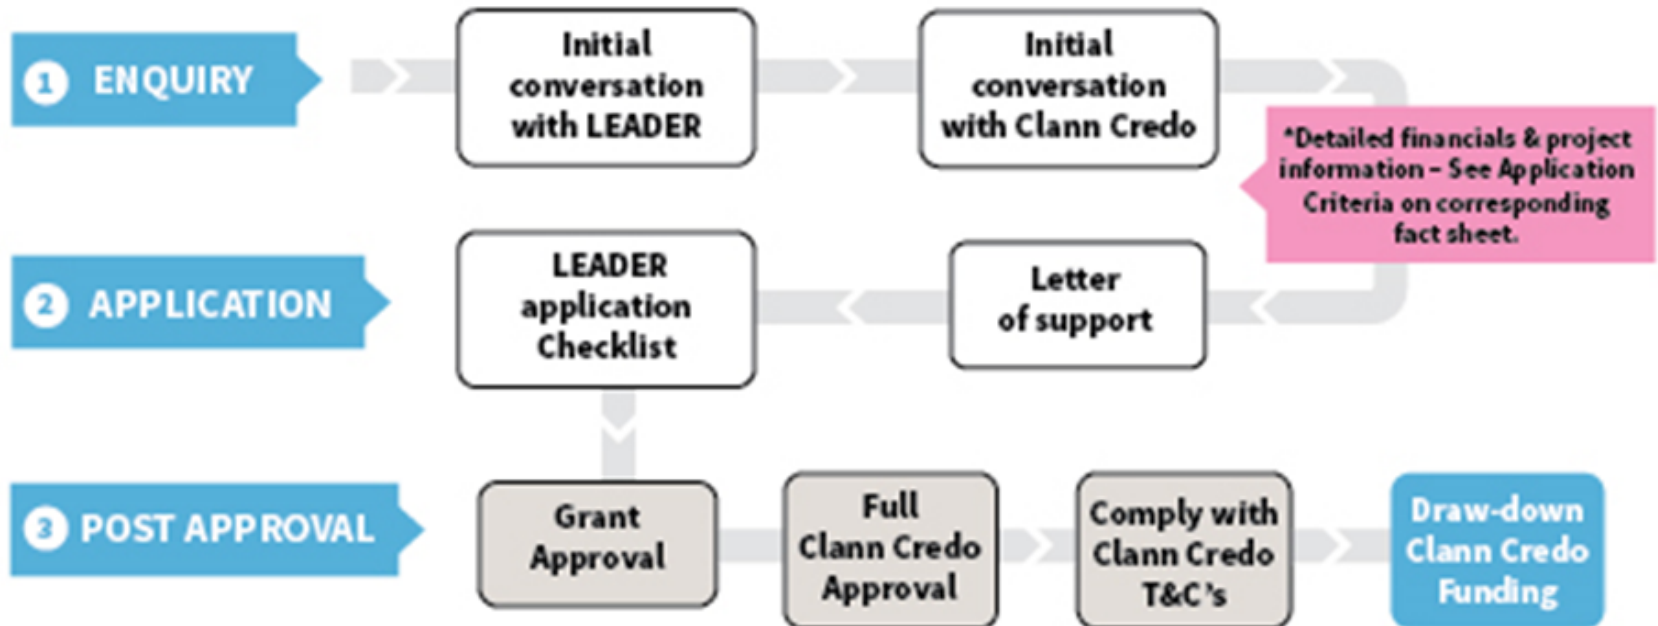 1 ENQUIRY
Initial
conversation
with LEADER
Initial
conversation
with Clann Credo
*Detailed financials & project
information – See Application
Criteria on corresponding
fact sheet.
2 APPLICATION
LEADER
application
Checklist
Letter
of support
3 POST APPROVAL
Grant
Approval
Full
Clann Credo
Approval
Comply with
Clann Credo
T&C's
Draw-down
Clann Credo
Funding